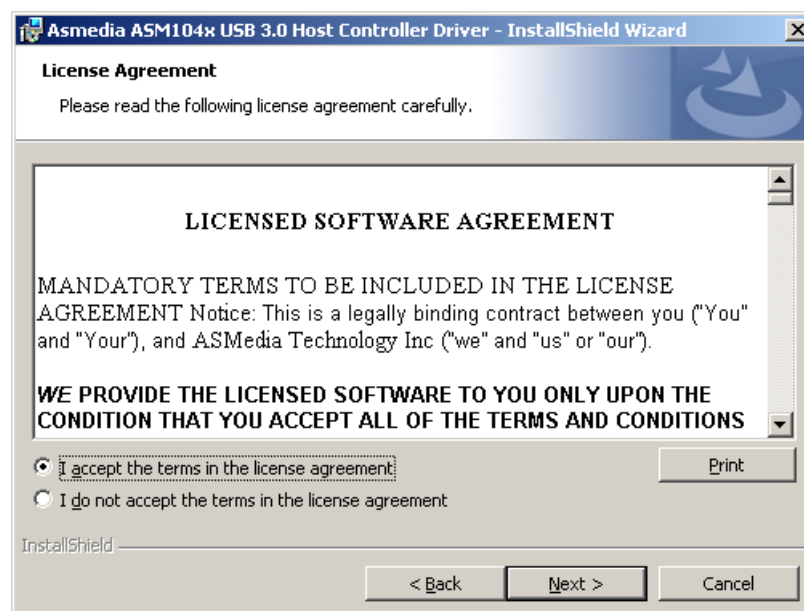 Asmedia ASM104x USB 3.0 Host Controller Driver - InstallShield Wizard
License Agreement
Please read the following license agreement carefully.
LICENSED SOFTWARE AGREEMENT
MANDATORY TERMS TO BE INCLUDED IN THE LICENSE
AGREEMENT Notice: This is a legally binding contract between you ("You"
and "Your"), and ASMedia Technology Inc ("we" and "us" or "our").
WE PROVIDE THE LICENSED SOFTWARE TO YOU ONLY UPON THE
CONDITION THAT YOU ACCEPT ALL OF THE TERMS AND CONDITIONS
I accept the terms in the license agreement
Print
I do not accept the terms in the license agreement
InstallShield
< Back
Next >
Cancel